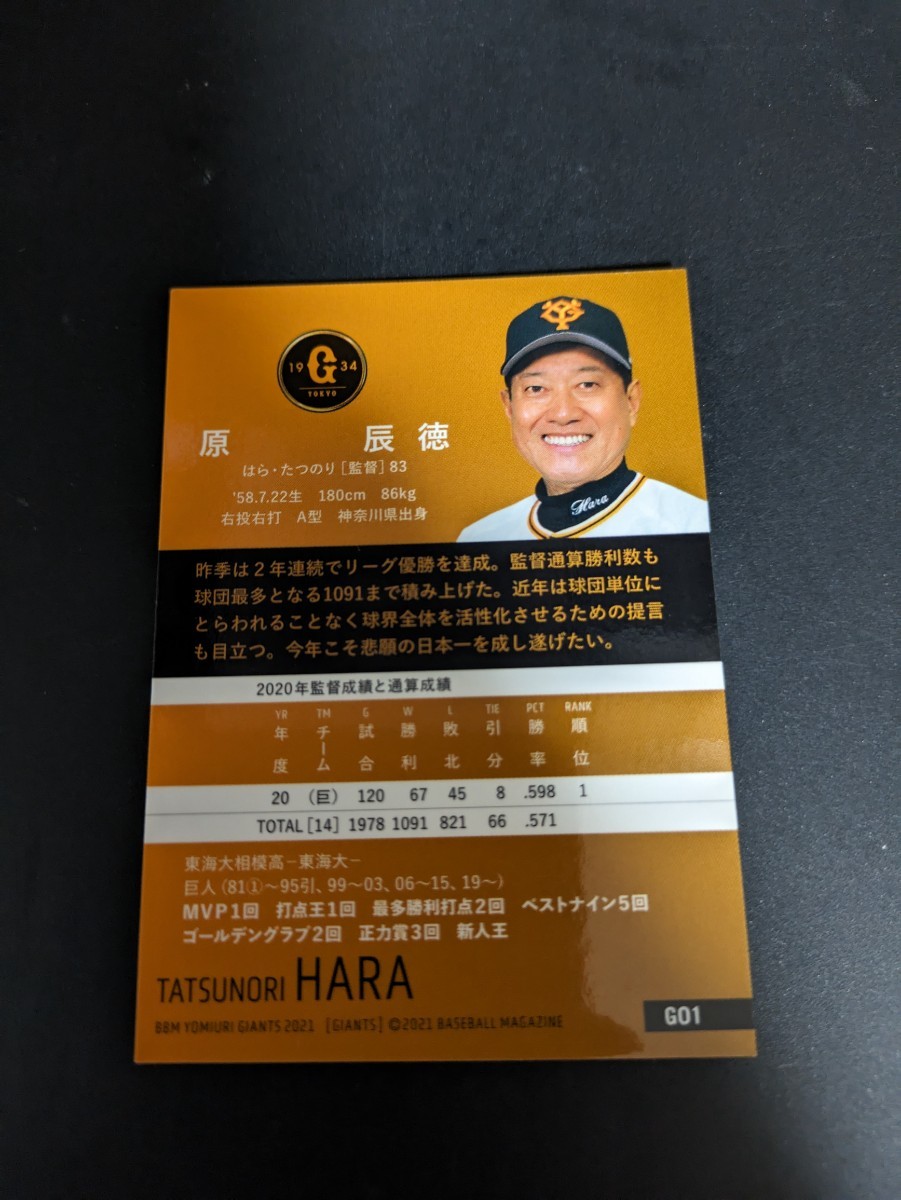 YG
19 G 34
TOKYO
原 辰徳
はら・たつのり[監督]83
'58.7.22生 180cm 86kg
右投右打 A型 神奈川県出身
Hara
昨季は2年連続でリーグ優勝を達成。監督通算勝利数も
球団最多となる1091まで積み上げた。近年は球団単位に
とらわれることなく球界全体を活性化させるための提言
も目立つ。今年こそ悲願の日本一を成し遂げたい。
2020年監督成績と通算成績
YR TM G W L TIE PCT RANK
年度 チーム 試合 勝利 敗北 引分 勝率 順位
20 (巨) 120 67 45 8 .598 1
TOTAL[14] 1978 1091 821 66 .571
東海大相模高−東海大−
巨人(81①〜95引、99〜03、06〜15、19〜)
MVP1回 打点王1回 最多勝利打点2回 ベストナイン5回
ゴールデングラブ2回 正力賞3回 新人王
TATSUNORI HARA
BBM YOMIURI GIANTS 2021 [GIANTS] ©2021 BASEBALL MAGAZINE
G01